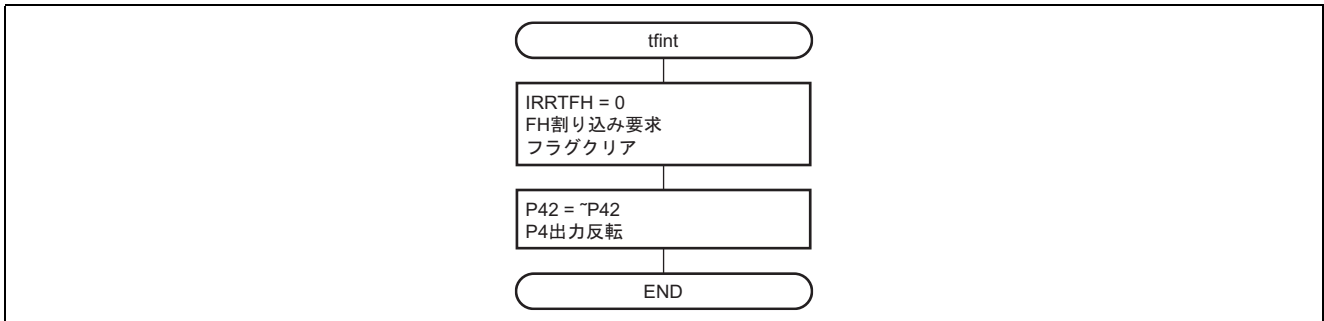 tfint
IRRTFH = 0
FH割り込み要求
フラグクリア
P42 = ~P42
P4出力反転
END